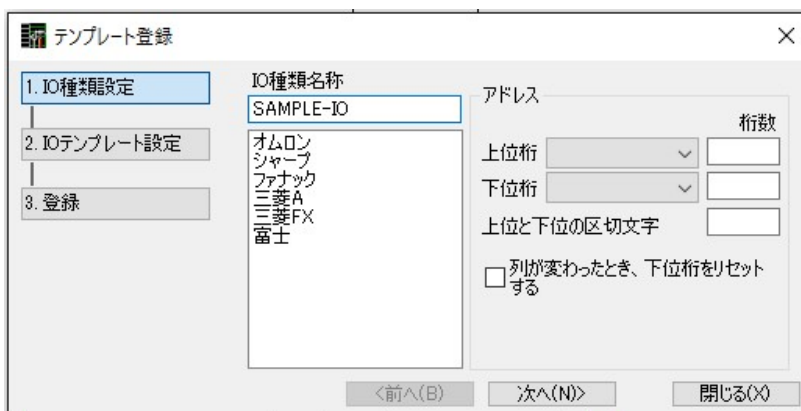 テンプレート登録
1. IO種類設定
2. IOテンプレート設定
3. 登録
IO種類名称
SAMPLE-IO
オムロン
シャープ
ファナック
三菱A
三菱FX
富士
アドレス
桁数
上位桁
下位桁
上位と下位の区切文字
列が変わったとき、下位桁をリセット
する
<前へ(B)
次へ(N)>
閉じる(X)